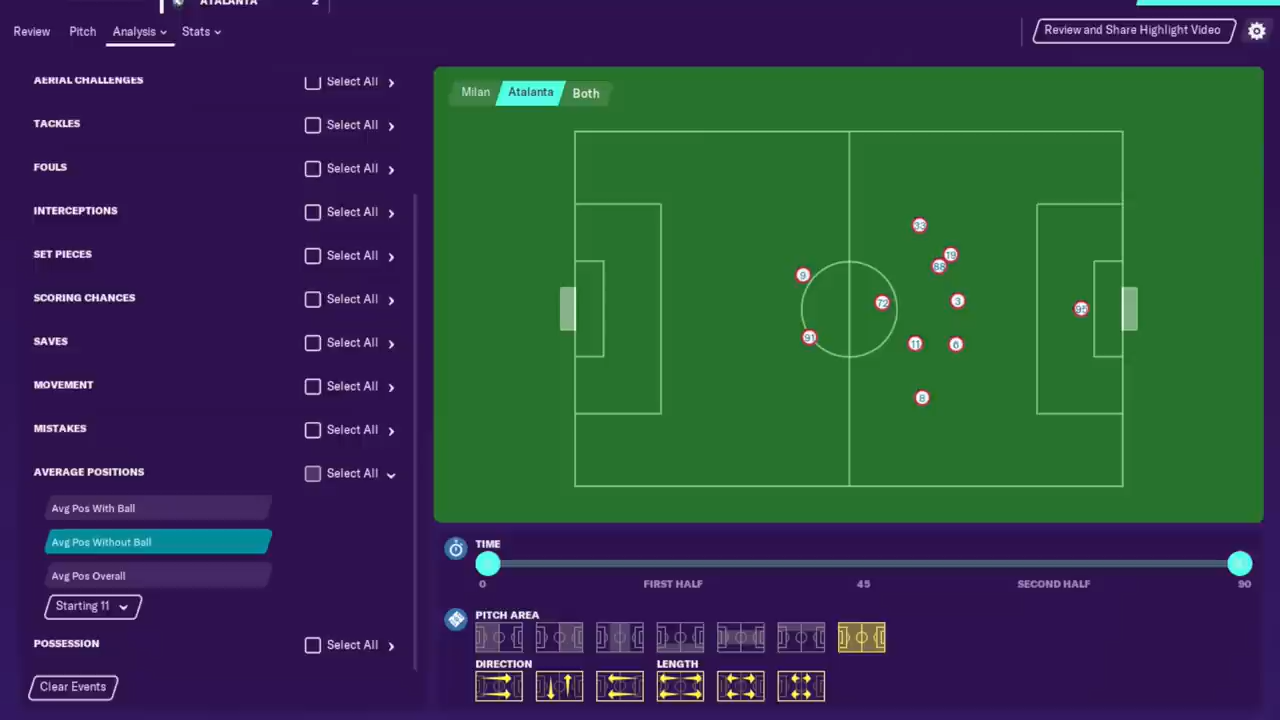 ATALANTA 2
Review Pitch Analysis Stats Review and Share Highlight Video
AERIAL CHALLENGES Select All
TACKLES Select All
FOULS Select All
INTERCEPTIONS Select All
SET PIECES Select All
SCORING CHANCES Select All
SAVES Select All
MOVEMENT Select All
MISTAKES Select All
AVERAGE POSITIONS Select All
Avg Pos With Ball
Avg Pos Without Ball
Avg Pos Overall
Starting 11
POSSESSION Select All
Clear Events
Milan Atalanta Both
33
19
88
9
72
3
95
91
11
6
8
TIME
0 FIRST HALF 45 SECOND HALF 90
PITCH AREA
DIRECTION LENGTH